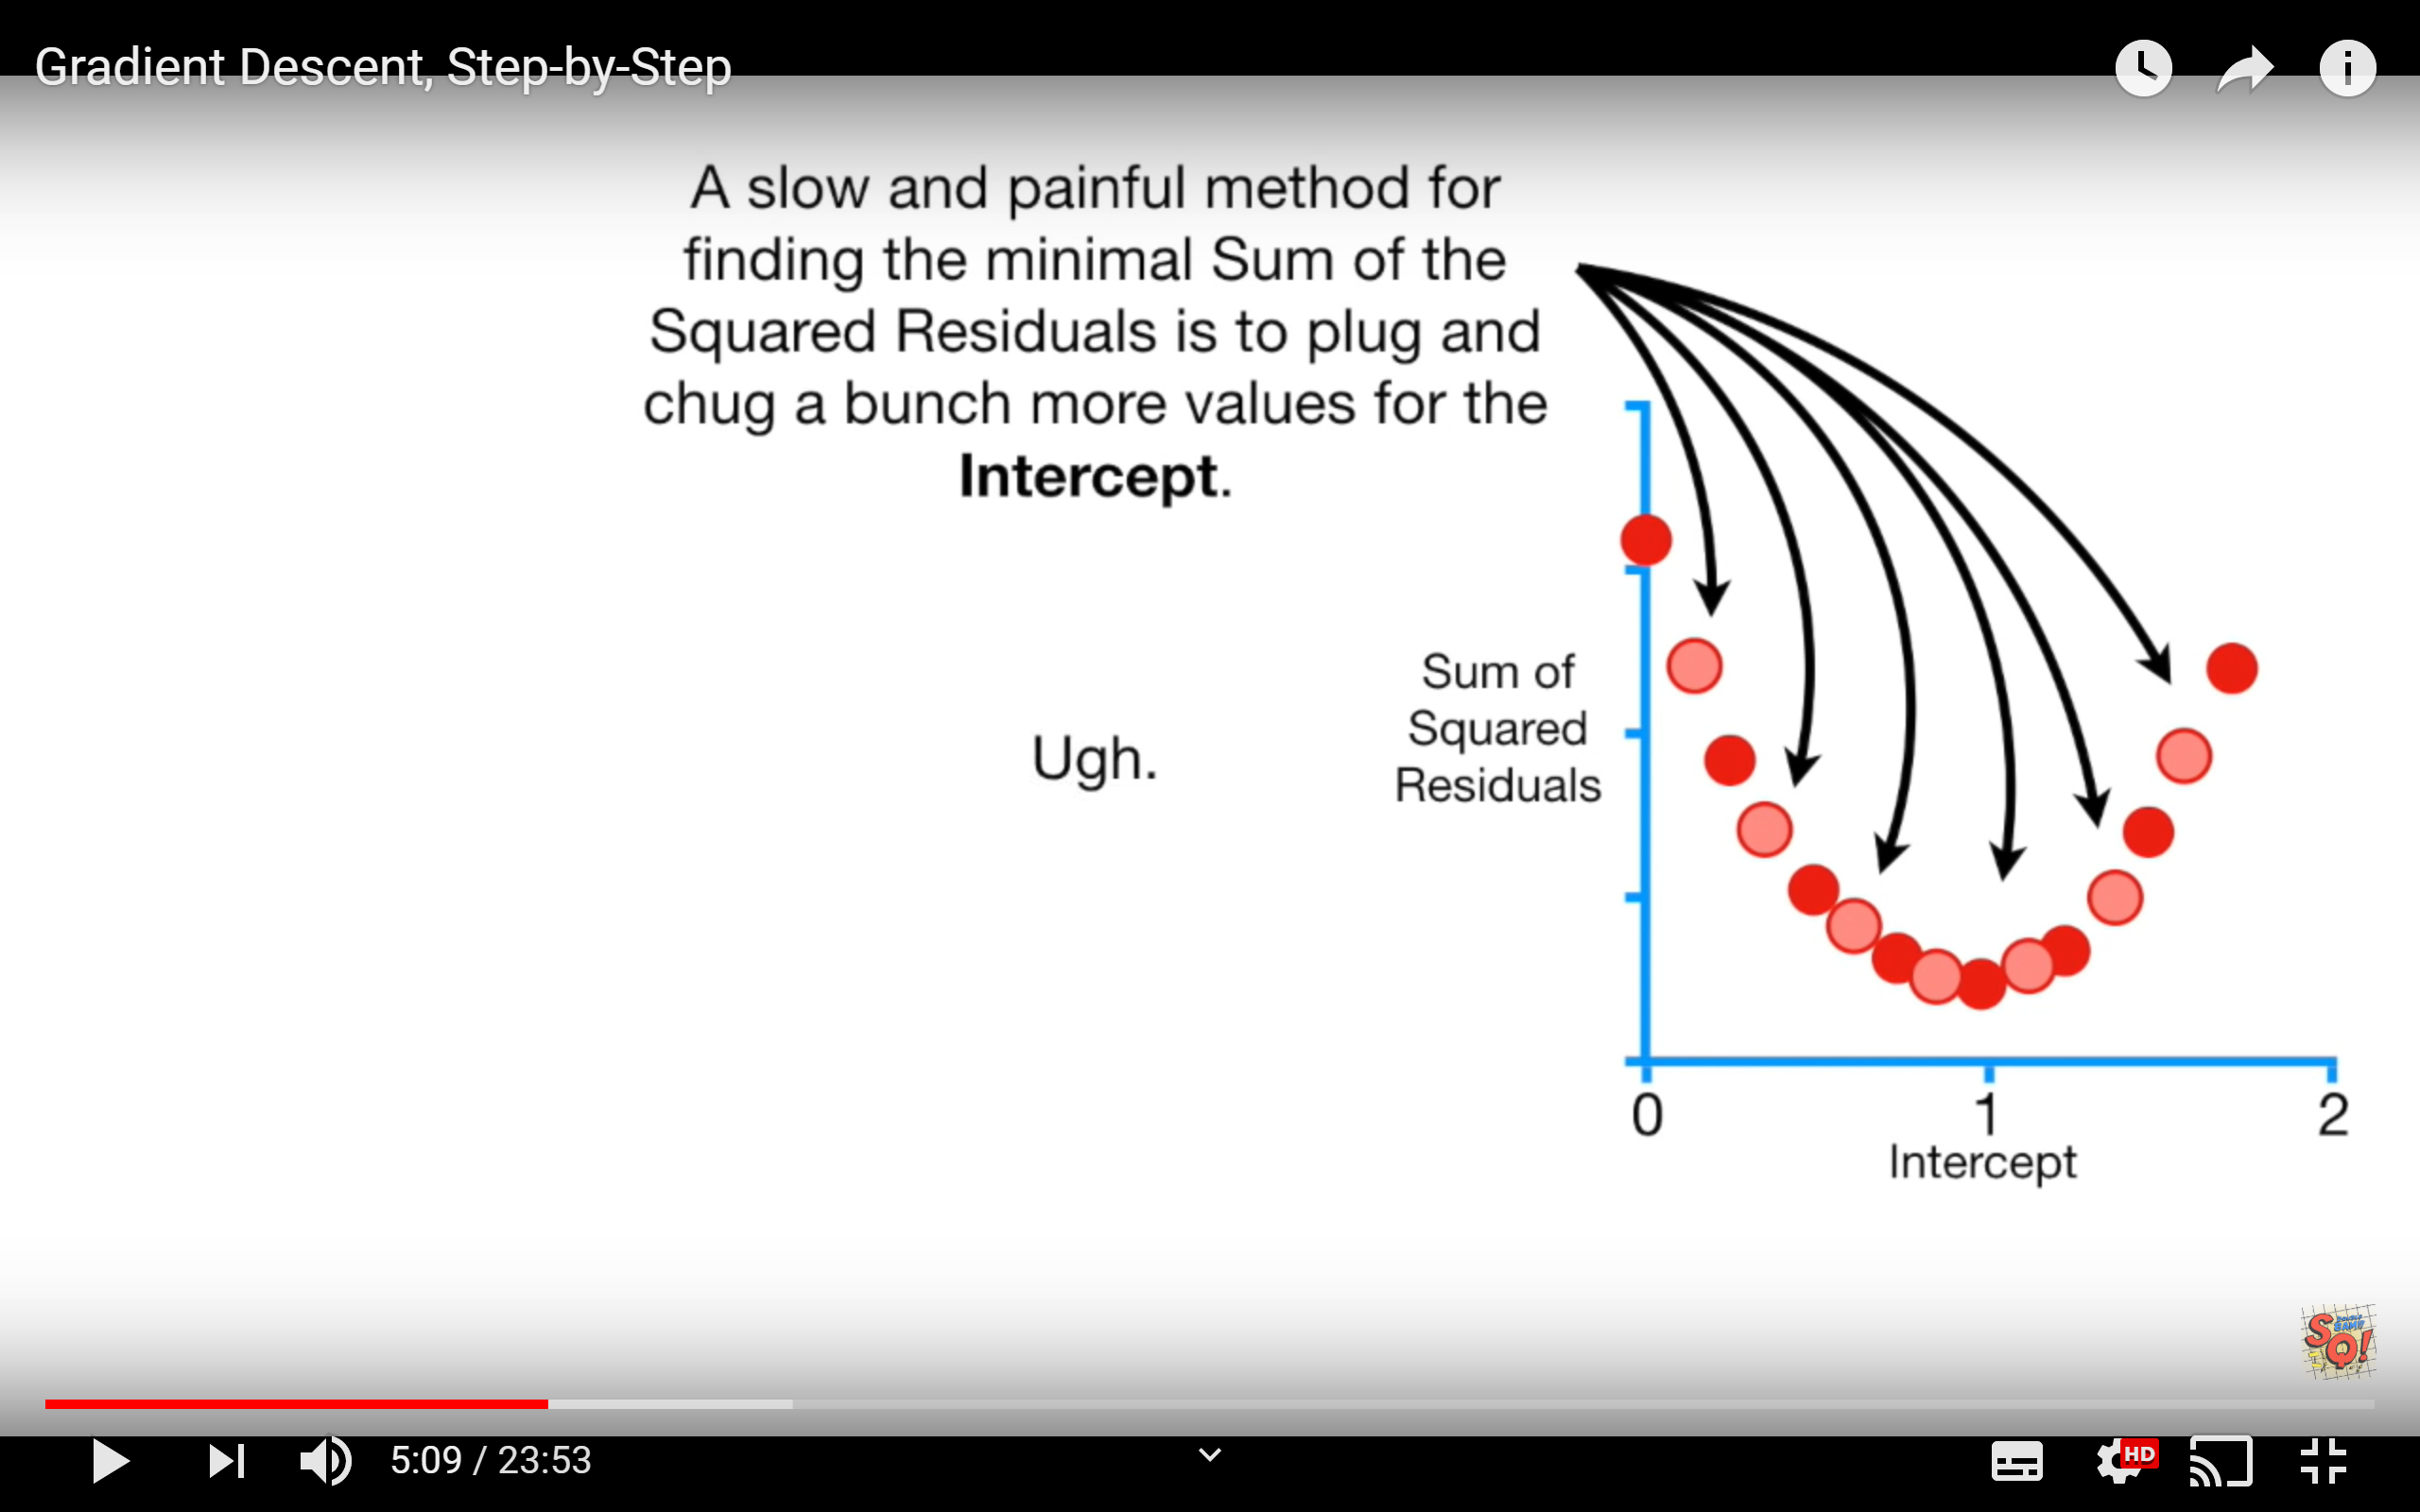 Gradient Descent, Step-by-Step
A slow and painful method for
finding the minimal Sum of the
Squared Residuals is to plug and
chug a bunch more values for the
Intercept.
Ugh.
Sum of
Squared
Residuals
0 1 2
Intercept
SQ!
5:09 / 23:53
HD